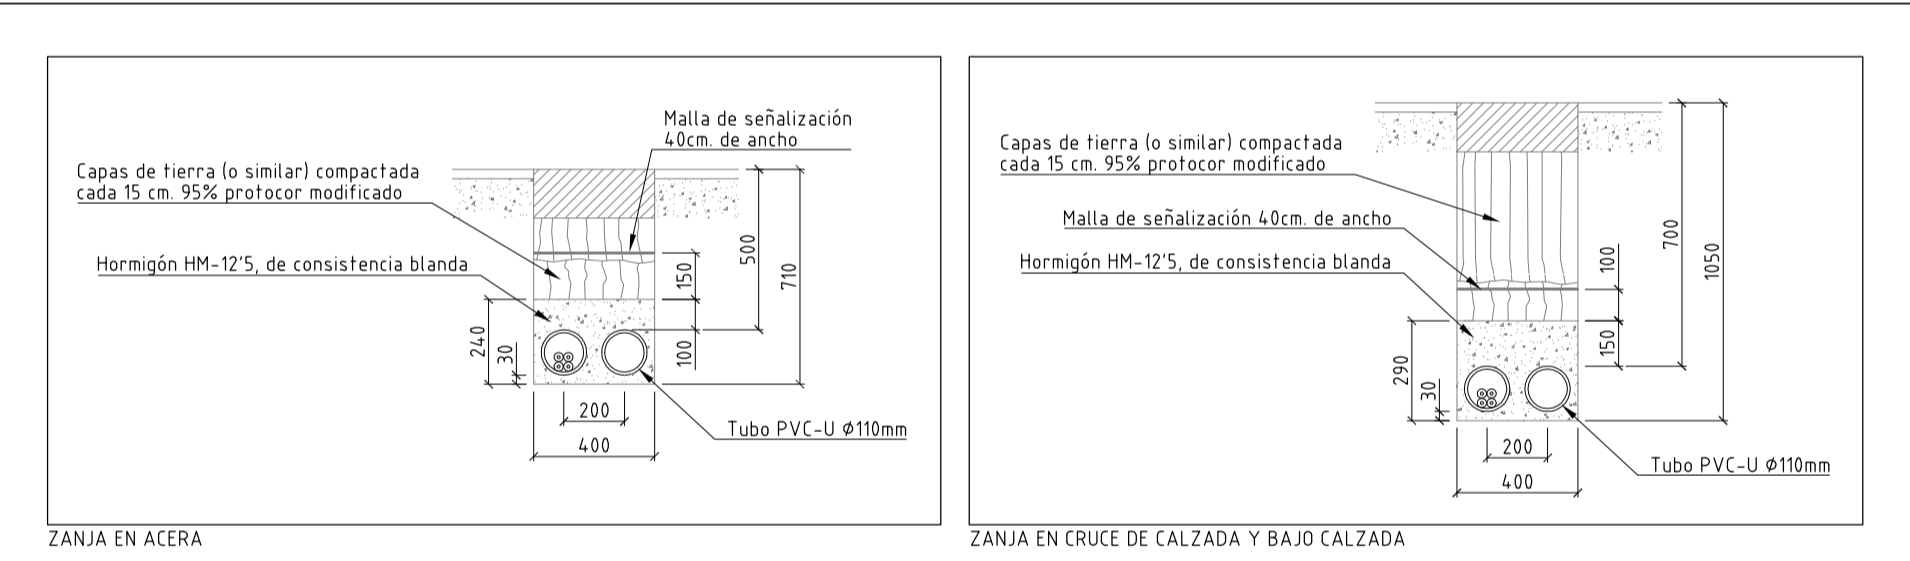 Malla de señalización
40cm. de ancho
Capas de tierra (o similar) compactada
cada 15 cm. 95% protocor modificado
Hormigón HM-12'5, de consistencia blanda
500
710
150
100
240
30
200
400
Tubo PVC-U Ø110mm
ZANJA EN ACERA
Capas de tierra (o similar) compactada
cada 15 cm. 95% protocor modificado
Malla de señalización 40cm. de ancho
Hormigón HM-12'5, de consistencia blanda
700
1050
100
150
290
30
200
400
Tubo PVC-U Ø110mm
ZANJA EN CRUCE DE CALZADA Y BAJO CALZADA